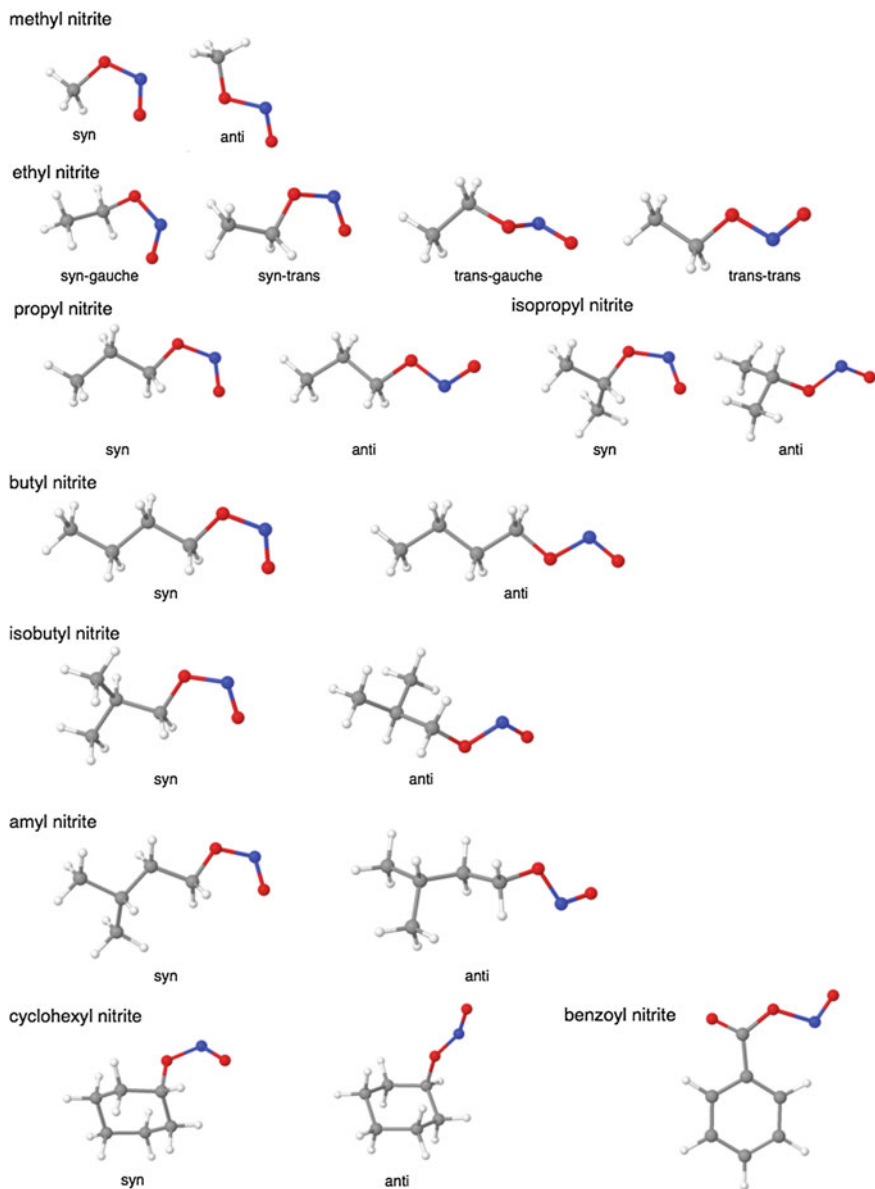 methyl nitrite
syn
anti
ethyl nitrite
syn-gauche
syn-trans
trans-gauche
trans-trans
propyl nitrite
isopropyl nitrite
syn
anti
syn
anti
butyl nitrite
syn
anti
isobutyl nitrite
syn
anti
amyl nitrite
syn
anti
cyclohexyl nitrite
benzoyl nitrite
syn
anti